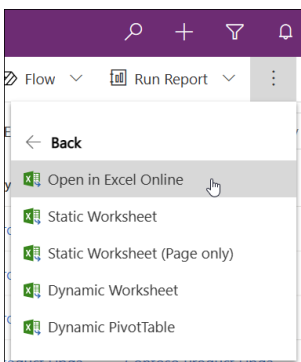 Flow
Run Report
Back
Open in Excel Online
Static Worksheet
Static Worksheet (Page only)
Dynamic Worksheet
Dynamic PivotTable